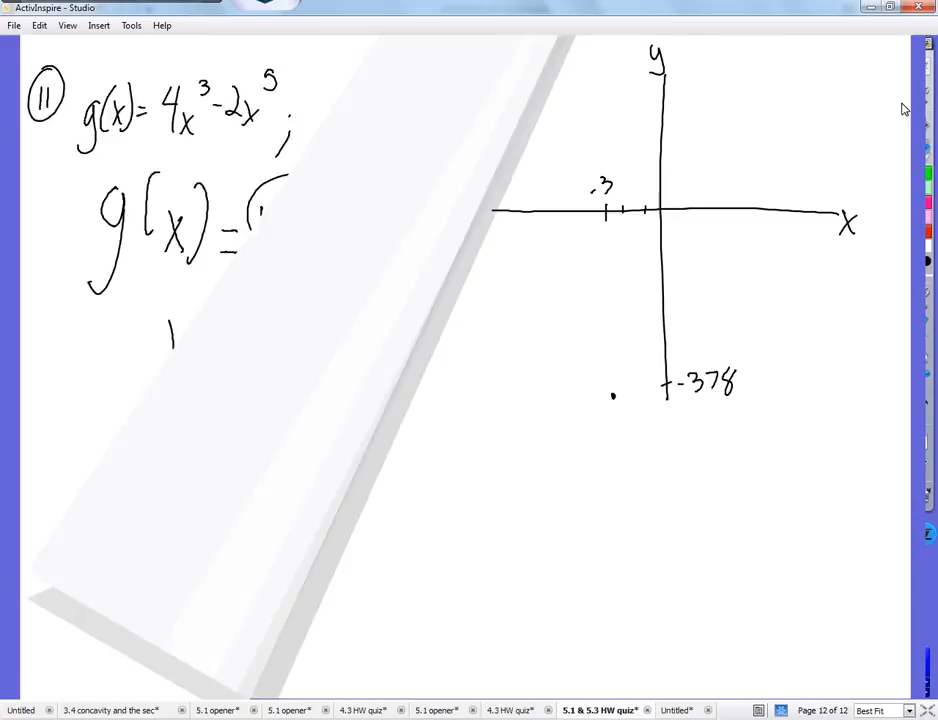 ActivInspire - Studio
File Edit View Insert Tools Help
11
g(x)= 4x³-2x⁵;
g(x)=(
y
-3
x
-378
Untitled 3.4 concavity and the sec* 5.1 opener* 5.1 opener* 4.3 HW quiz* 5.1 opener* 4.3 HW quiz* 5.1 & 5.3 HW quiz* Untitled* Page 12 of 12 Best Fit